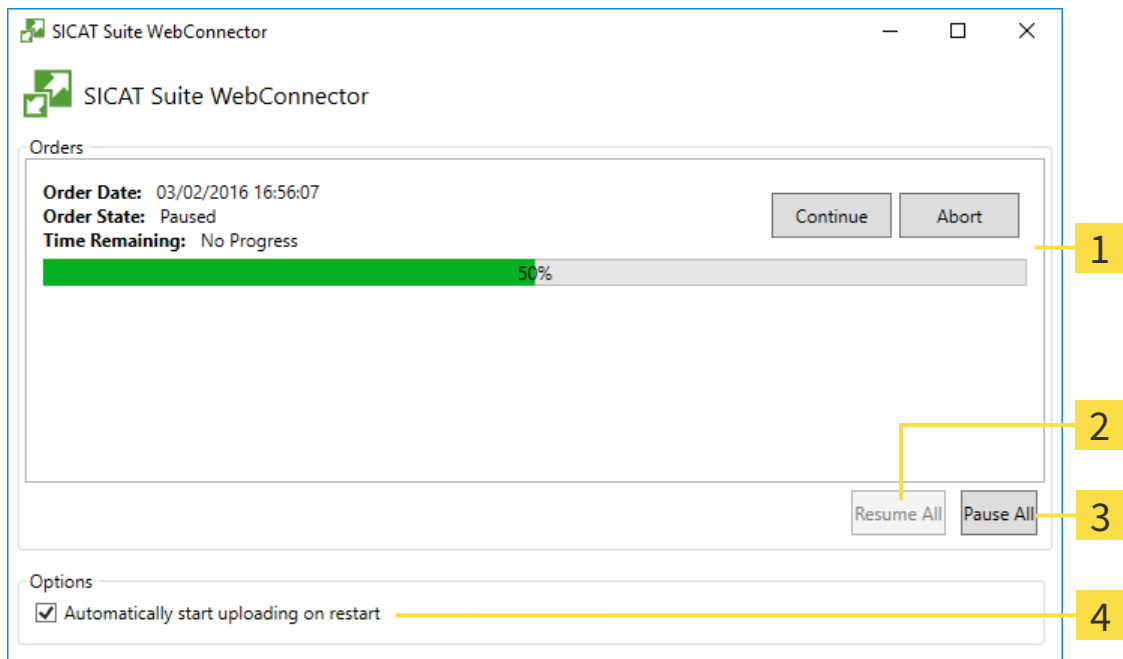 SICAT Suite WebConnector
SICAT Suite WebConnector
Orders
Order Date: 03/02/2016 16:56:07
Order State: Paused
Time Remaining: No Progress
Continue
Abort
1
50%
2
Resume All
Pause All
3
Options
Automatically start uploading on restart
4